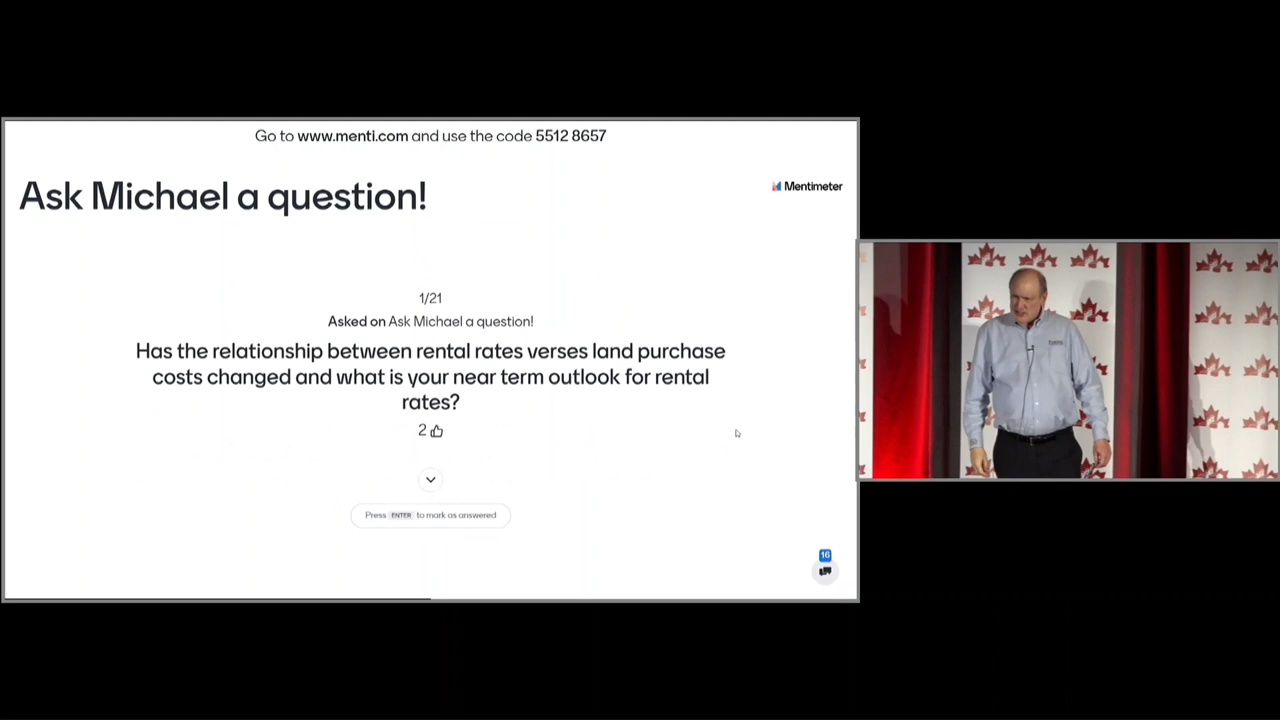 Go to www.menti.com and use the code 5512 8657
Ask Michael a question!
Mentimeter
1/21
Asked on Ask Michael a question!
Has the relationship between rental rates verses land purchase
costs changed and what is your near term outlook for rental
rates?
2
Press ENTER to mark as answered
16